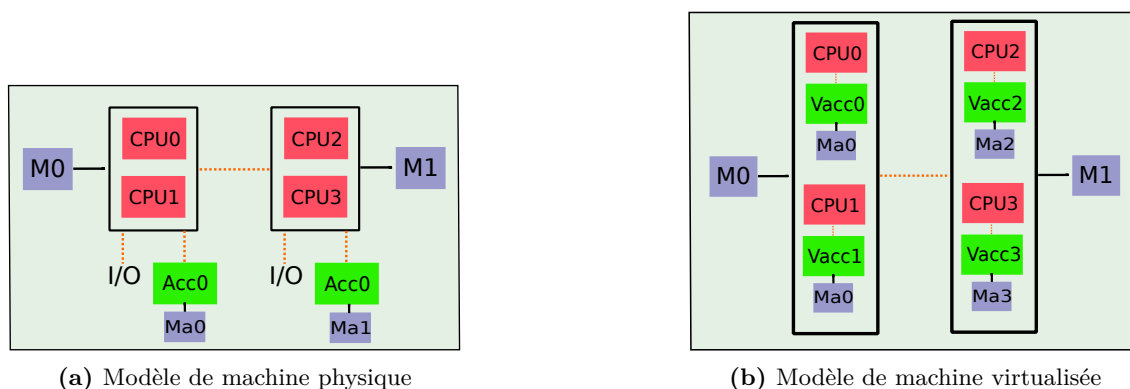 CPU0
CPU2
M0
M1
CPU1
CPU3
I/O
I/O
Acc0
Acc0
Ma0
Ma1
(a) Modèle de machine physique
CPU0
CPU2
Vacc0
Vacc2
Ma0
Ma2
M0
M1
CPU1
CPU3
Vacc1
Vacc3
Ma0
Ma3
(b) Modèle de machine virtualisée